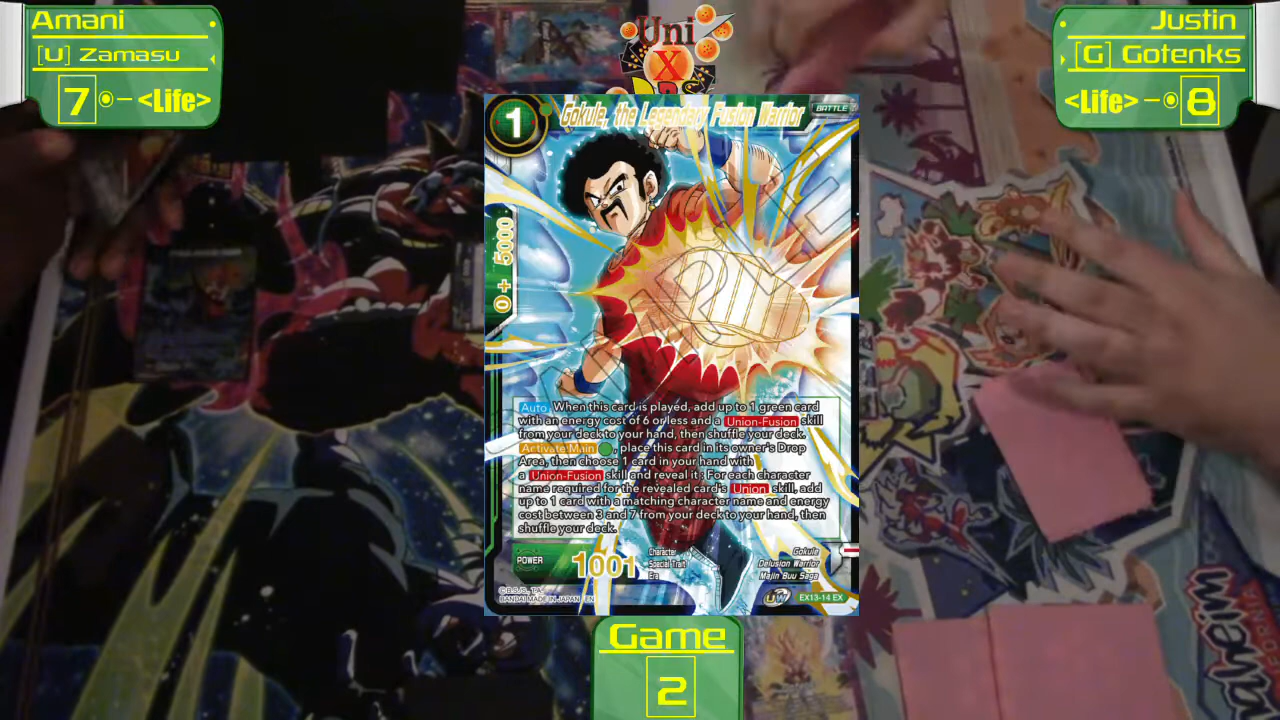 Amani
[U] Zamasu
7 <Life>
Uni
X
Justin
[G] Gotenks
<Life> 8
1
Gokule, the Legendary Fusion Warrior
BATTLE
0+ 5000
Auto When this card is played, add up to 1 green card
with an energy cost of 6 or less and a Union-Fusion skill
from your deck to your hand, then shuffle your deck.
Activate:Main , place this card in its owner's Drop
Area, then choose 1 card in your hand with
a Union-Fusion skill and reveal it : For each character
name required for the revealed card's Union skill, add
up to 1 card with a matching character name and energy
cost between 3 and 7 from your deck to your hand, then
shuffle your deck.
POWER
1001
Character Gokule
Special Trait Delusion Warrior
Era Majin Buu Saga
BANDAI MADE IN JAPAN
UW EX13-14 EX
Game
2